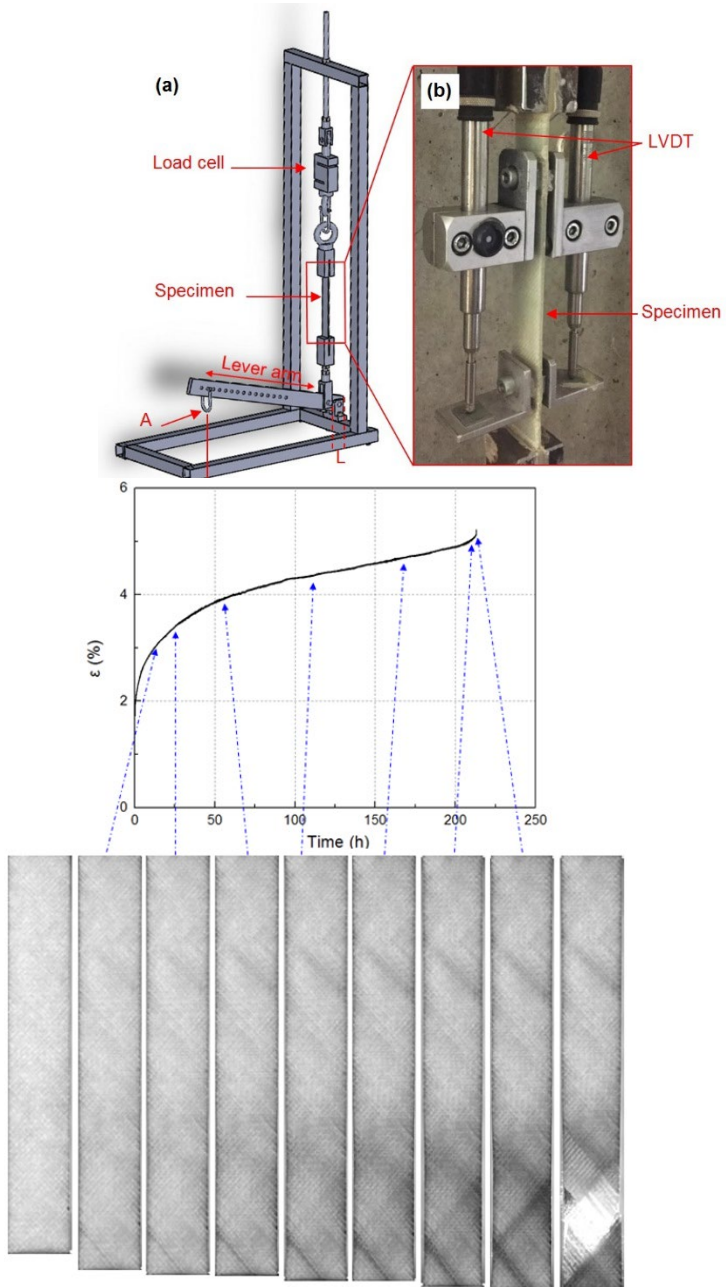 (a)
(b)
LVDT
Load cell
Specimen
Specimen
Lever arm
A
L
6
4
2
0
ε (%)
0 50 100 150 200 250
Time (h)